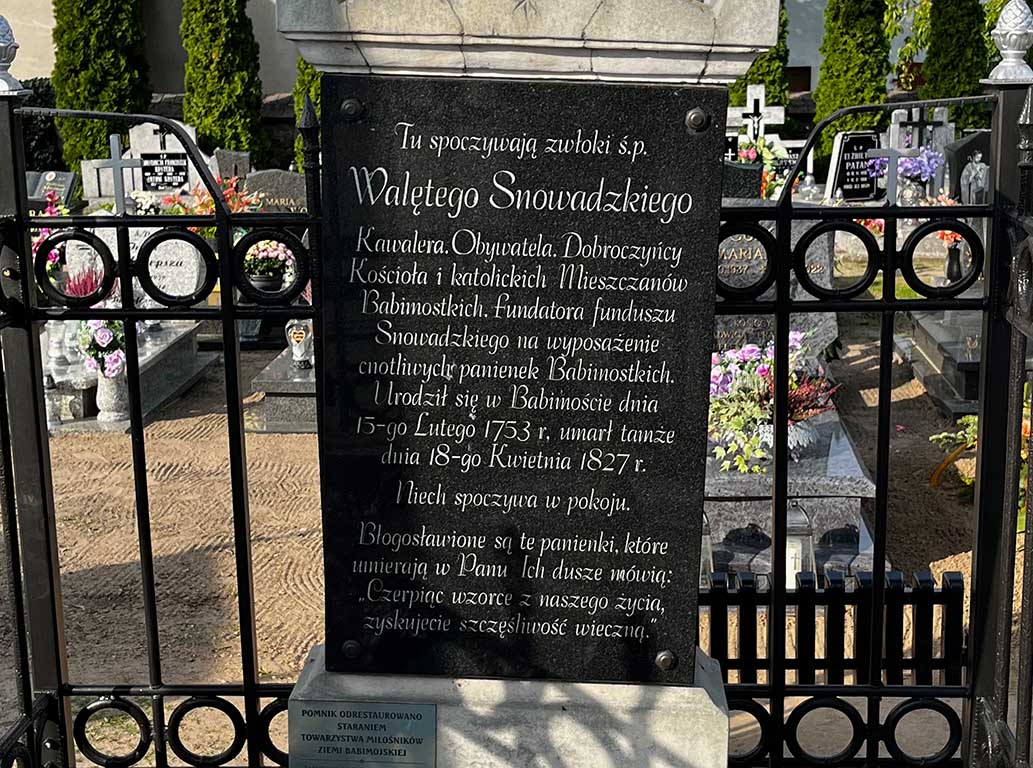 Tu spoczywają zwłoki ś.p.
Walętego Snowadzkiego
Kawalera. Obywatela. Dobroczyńcy
Kościoła i katolickich Mieszczanów
Babimostkich. Fundatora funduszu
Snowadzkiego na wyposażenie
cnotliwych panienek Babimostkich.
Urodził się w Babimoście dnia
15-go Lutego 1753 r. umarł tamże
dnia 18-go Kwietnia 1827 r.
Niech spoczywa w pokoju.
Błogosławione są te panienki, które
umierają w Panu Ich dusze mówią:
„Czerpiąc wzorce z naszego życia,
zyskujecie szczęśliwość wieczną."
POMNIK ODRESTAUROWANO
STARANIEM
TOWARZYSTWA MIŁOŚNIKÓW
ZIEMI BABIMOJSKIEJ
MARIA
MARIA